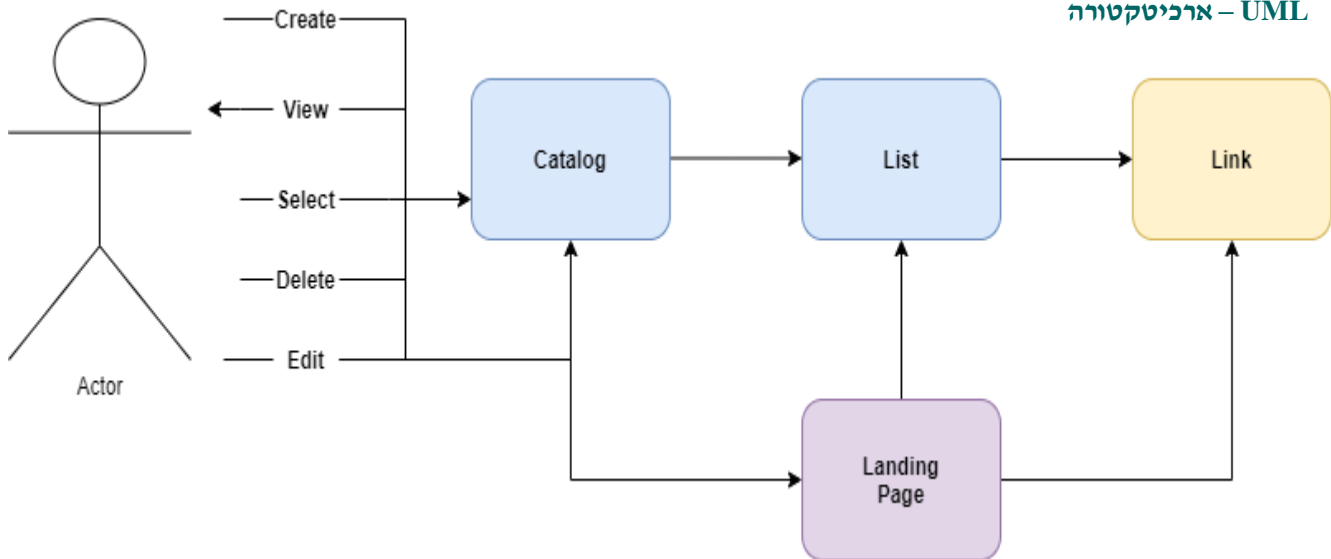 UML – ארכיטקטורה
Create
View
Select
Delete
Edit
Actor
Catalog
List
Link
Landing
Page